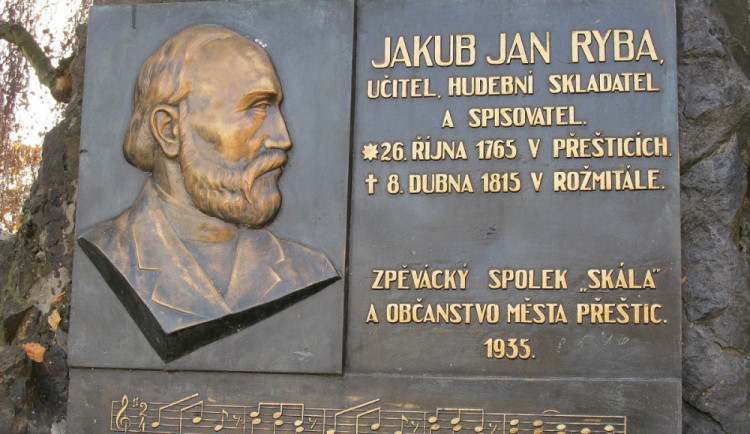 JAKUB JAN RYBA,
UČITEL, HUDEBNÍ SKLADATEL
A SPISOVATEL.
✸26. ŘÍJNA 1765 V PŘEŠTICÍCH.
† 8. DUBNA 1815 V ROŽMITÁLE.
ZPĚVÁCKÝ SPOLEK „SKÁLA“
A OBČANSTVO MĚSTA PŘEŠTIC.
1935.